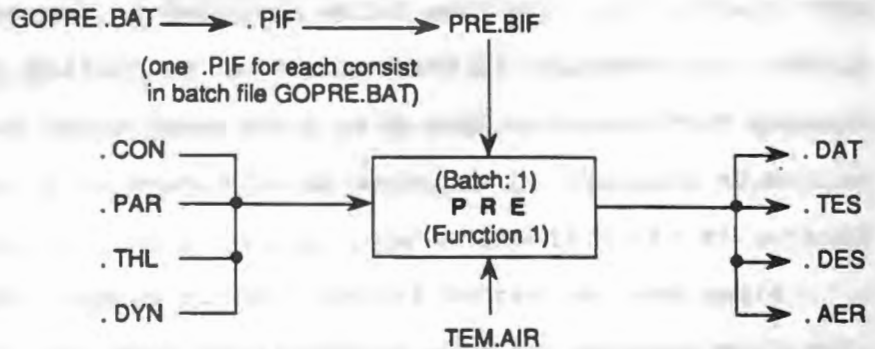 GOPRE .BAT . PIF PRE.BIF
(one .PIF for each consist
in batch file GOPRE.BAT)
. CON
. PAR
. THL
. DYN
(Batch: 1)
P R E
(Function 1)
TEM.AIR
. DAT
. TES
. DES
. AER